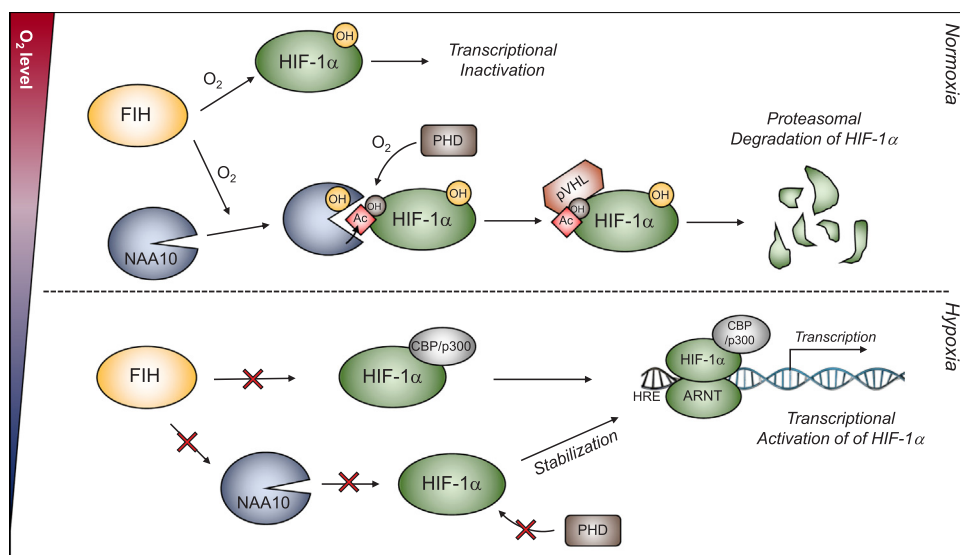 O2 level
Normoxia
OH
HIF-1α
Transcriptional
Inactivation
O2
FIH
O2
O2
PHD
Proteasomal
Degradation of HIF-1α
NAA10
OH
OH
Ac
HIF-1α
OH
pVHL
OH
Ac
HIF-1α
OH
Hypoxia
FIH
CBP/p300
HIF-1α
CBP
/p300
HIF-1α
ARNT
HRE
Transcription
Transcriptional
Activation of of HIF-1α
NAA10
HIF-1α
Stabilization
PHD